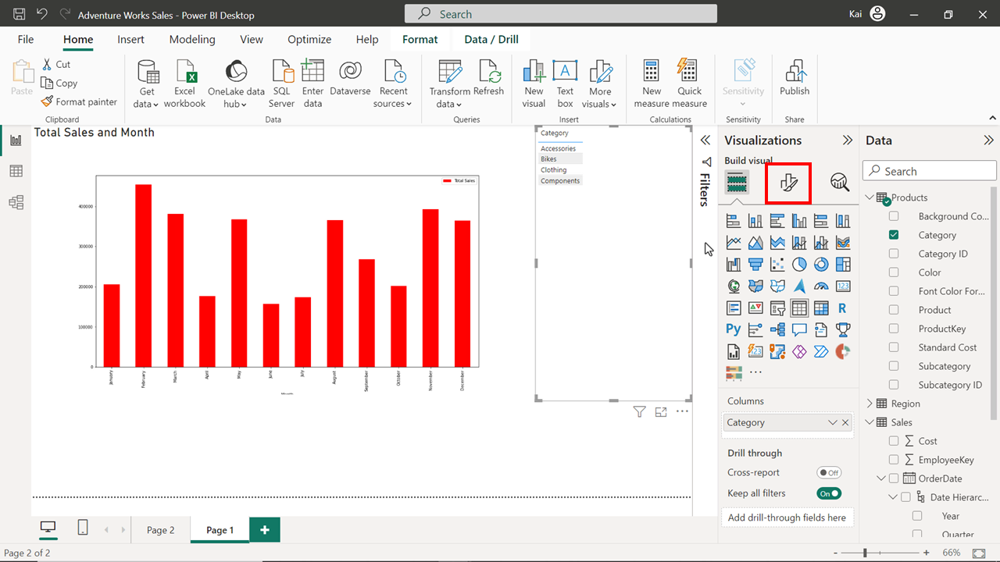 Adventure Works Sales - Power BI Desktop
Search
Kai
File
Home
Insert
Modeling
View
Optimize
Help
Format
Data / Drill
Paste
Cut
Copy
Format painter
Clipboard
Get
data
Excel
workbook
OneLake data
hub
SQL
Server
Enter
data
Dataverse
Recent
sources
Data
Transform
data
Refresh
Queries
New
visual
Text
box
More
visuals
Insert
New
measure
Quick
measure
Calculations
Sensitivity
Sensitivity
Publish
Share
Total Sales and Month
Total Sales
400000
300000
200000
100000
0
January
February
March
April
May
June
July
August
September
October
November
December
Month
Category
Accessories
Bikes
Clothing
Components
Filters
Visualizations
Build visual
123
R
Py
123
Columns
Category
Drill through
Cross-report
Off
Keep all filters
On
Add drill-through fields here
Data
Search
Products
Background Co...
Category
Category ID
Color
Font Color For...
Product
ProductKey
Standard Cost
Subcategory
Subcategory ID
Region
Sales
Cost
EmployeeKey
OrderDate
Date Hierarc...
Year
Quarter
Page 2
Page 1
Page 2 of 2
66%